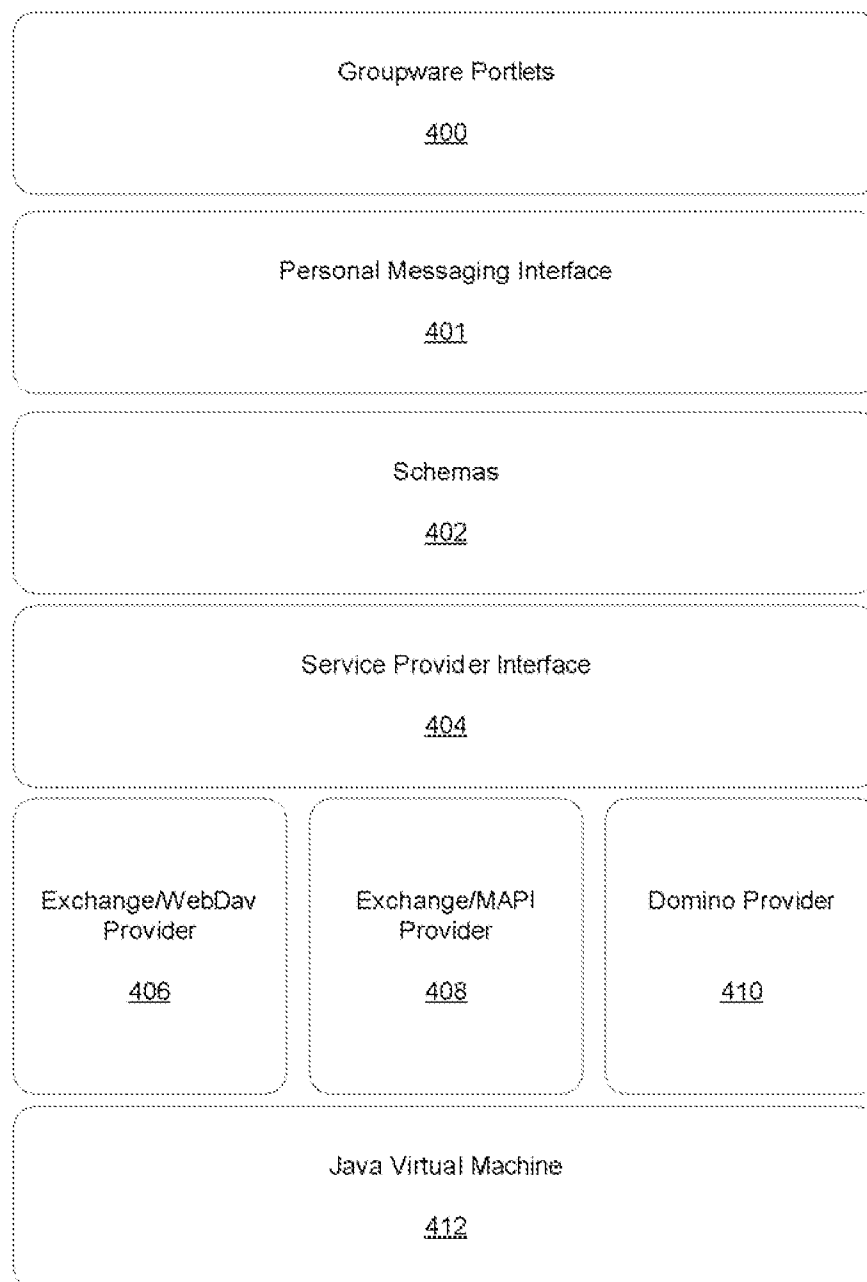 Groupware Portlets
400
Personal Messaging Interface
401
Schemas
402
Service Provider Interface
404
Exchange/WebDav
Provider
406
Exchange/MAPI
Provider
408
Domino Provider
410
Java Virtual Machine
412